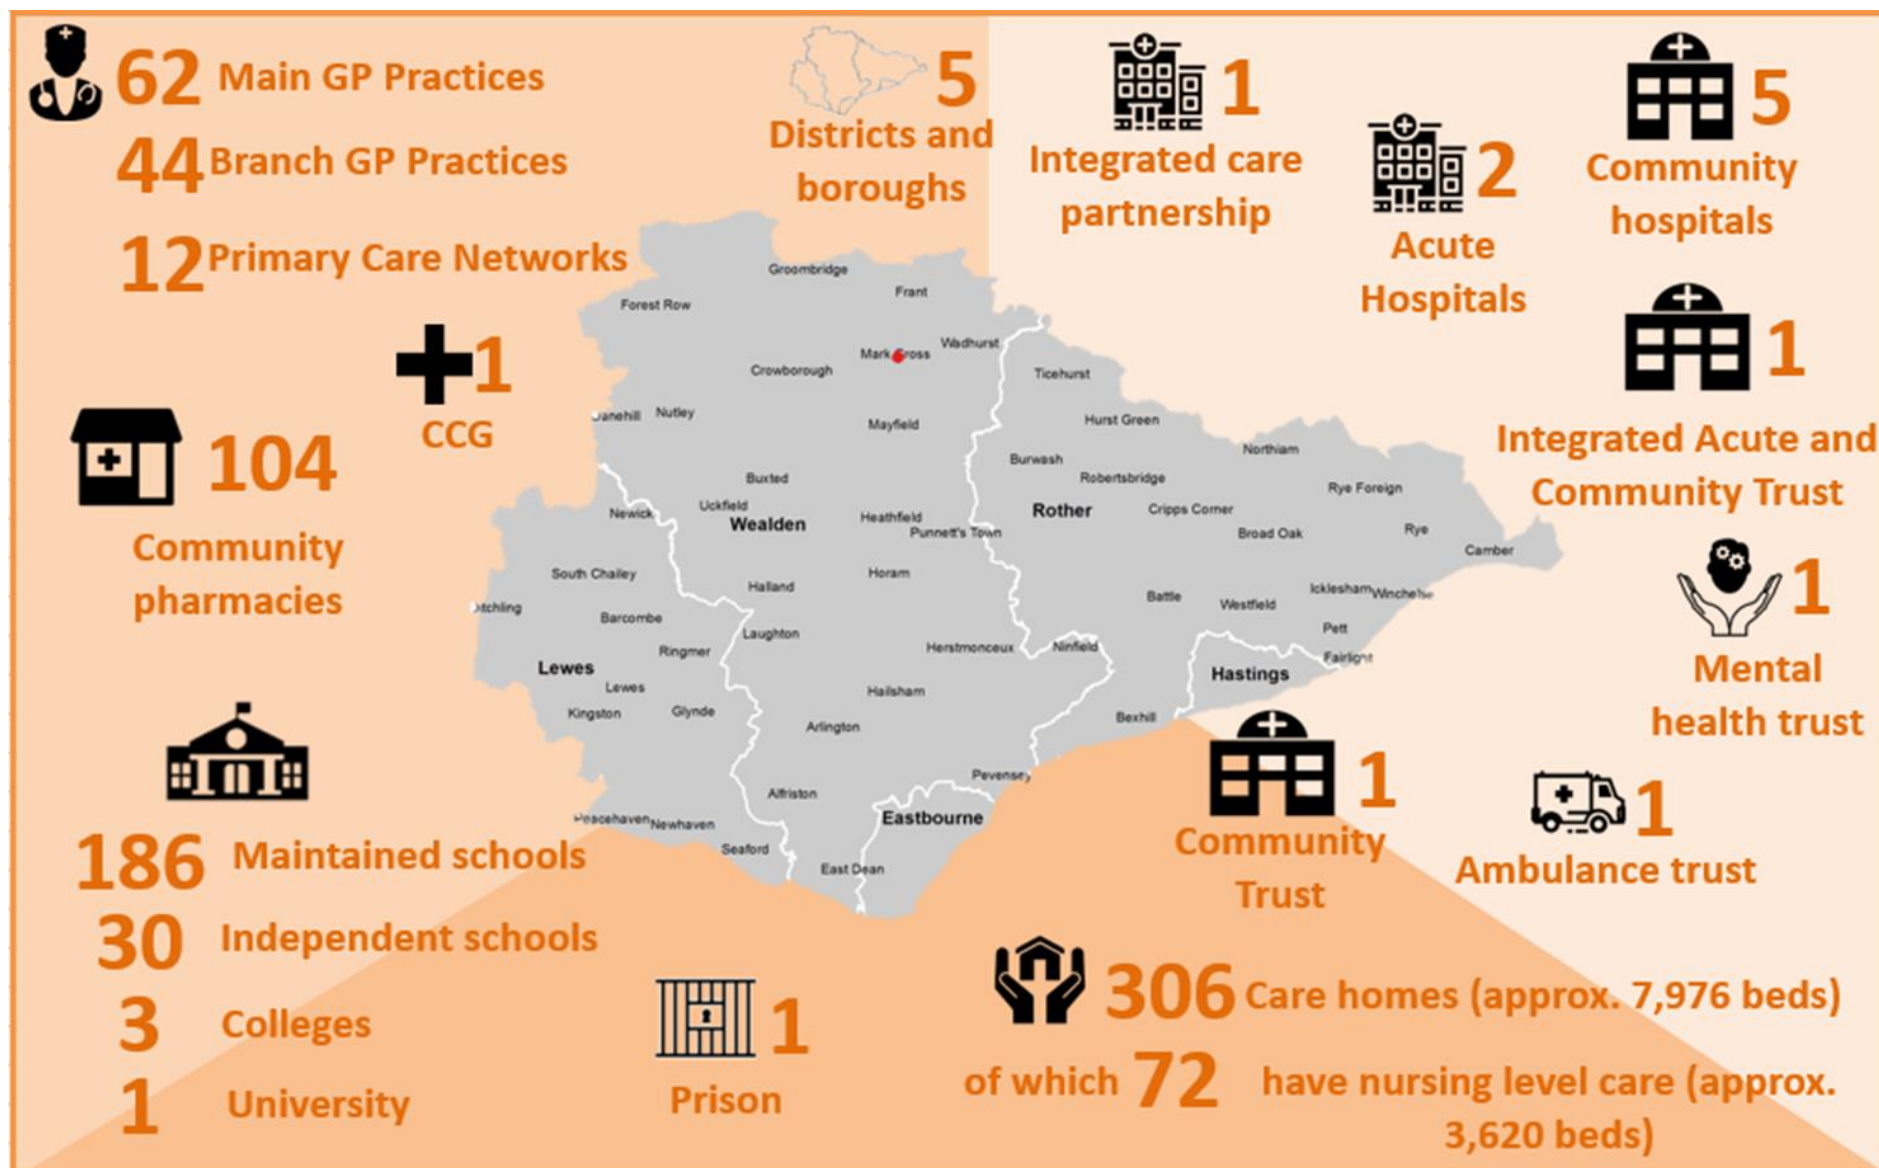 62 Main GP Practices
44 Branch GP Practices
12 Primary Care Networks
1
CCG
104
Community
pharmacies
186 Maintained schools
30 Independent schools
3 Colleges
1 University
5
Districts and
boroughs
1
Integrated care
partnership
2
Acute
Hospitals
5
Community
hospitals
1
Integrated Acute and
Community Trust
1
Mental
health trust
1
Ambulance trust
1
Community
Trust
1
Prison
306 Care homes (approx. 7,976 beds)
of which 72 have nursing level care (approx.
3,620 beds)
Groombridge
Frant
Forest Row
Wadhurst
Mark Cross
Crowborough
Ticehurst
Nutley
Mayfield
Hurst Green
Northiam
Burwash
Robertsbridge
Buxted
Rye Foreign
Uckfield
Newick
Wealden
Heathfield
Punnett's Town
Rother
Cripps Corner
Broad Oak
Rye
Camber
South Chailey
Halland
Horam
Battle
Westfield
Icklesham
Barcombe
Laughton
Ringmer
Herstmonceux
Ninfield
Pett
Fairlight
Lewes
Lewes
Hastings
Kingston
Glynde
Hailsham
Arlington
Bexhill
Pevensey
Alfriston
Newhaven
Eastbourne
Seaford
East Dean